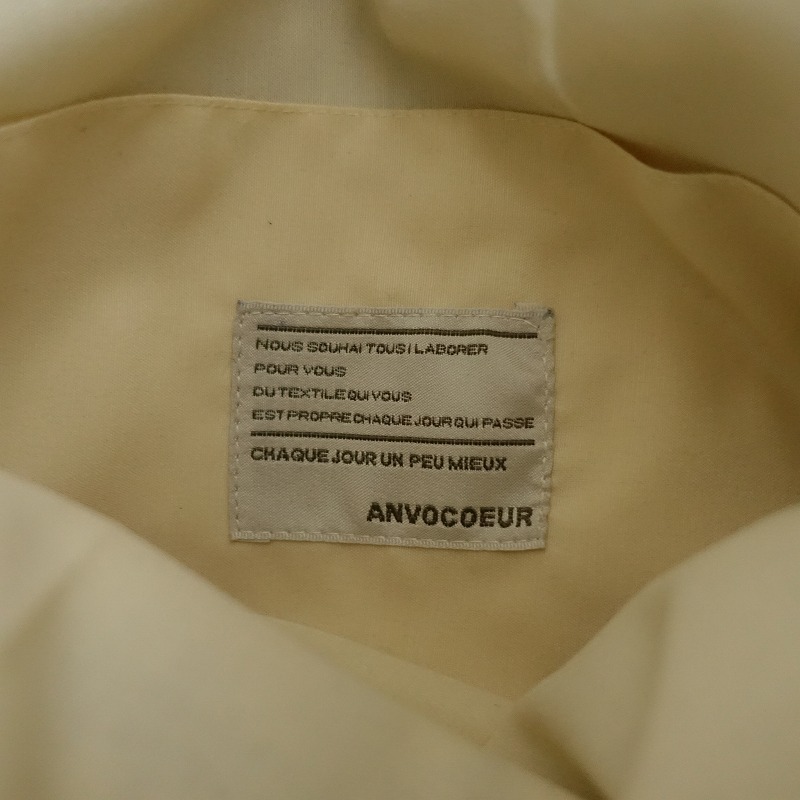 NOUS SOUHAI TOUSI LABORER
POUR VOUS
DU TEXTILE QUI VOUS
EST PROPRE CHAQUE JOUR QUI PASSE
CHAQUE JOUR UN PEU MIEUX
ANVOCOEUR